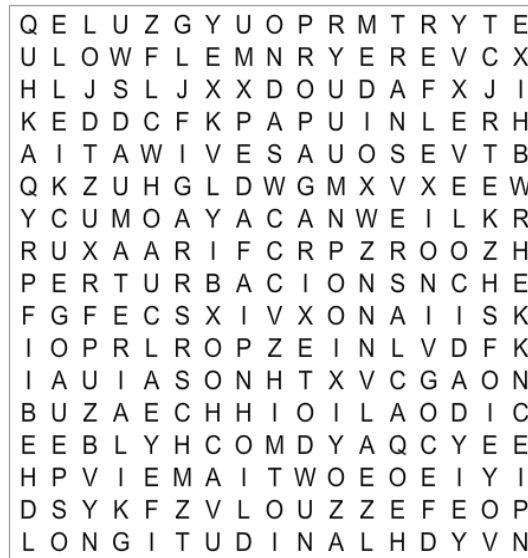 Q E L U Z G Y U O P R M T R Y T E
U L O W F L E M N R Y E R E V C X
H L J S L J X X D O U D A F X J I
K E D D C F K P A P U I N L E R H
A I T A W I V E S A U O S E V T B
Q K Z U H G L D W G M X V X E E W
Y C U M O A Y A C A N W E I L K R
R U X A A R I F C R P Z R O O Z H
P E R T U R B A C I O N S N C H E
F G F E C S X I V X O N A I I S K
I O P R L R O P Z E I N L V D F K
I A U I A S O N H T X V C G A O N
B U Z A E C H H I O I L A O D I C
E E B L Y H C O M D Y A Q C Y E E
H P V I E M A I T W O E O E I Y I
D S Y K F Z V L O U Z Z E F E O P
L O N G I T U D I N A L H D Y V N